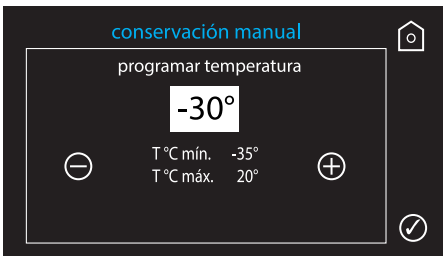 conservación manual
programar temperatura
-30°
T °C mín. -35°
T °C máx. 20°